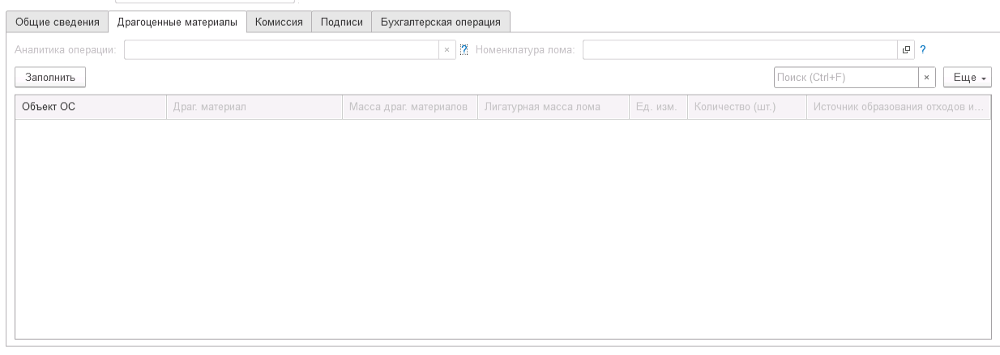 Общие сведения Драгоценные материалы Комиссия Подписи Бухгалтерская операция
Аналитика операции: × ? Номенклатура лома: ?
Заполнить Поиск (Ctrl+F) × Еще
Объект ОС Драг. материал Масса драг. материалов Лигатурная масса лома Ед. изм. Количество (шт.) Источник образования отходов и...